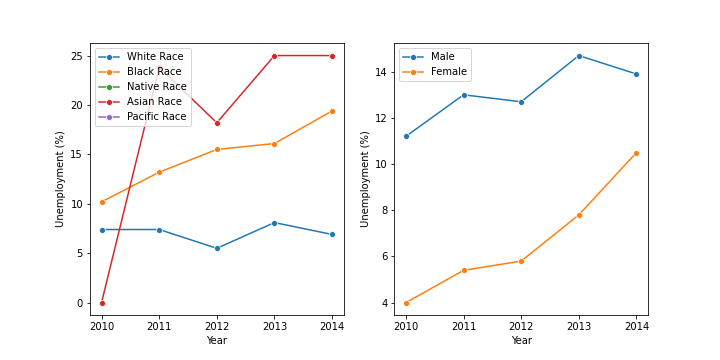 White Race
Black Race
Native Race
Asian Race
Pacific Race
Unemployment (%)
25
20
15
10
5
0
2010 2011 2012 2013 2014
Year
Male
Female
Unemployment (%)
14
12
10
8
6
4
2010 2011 2012 2013 2014
Year